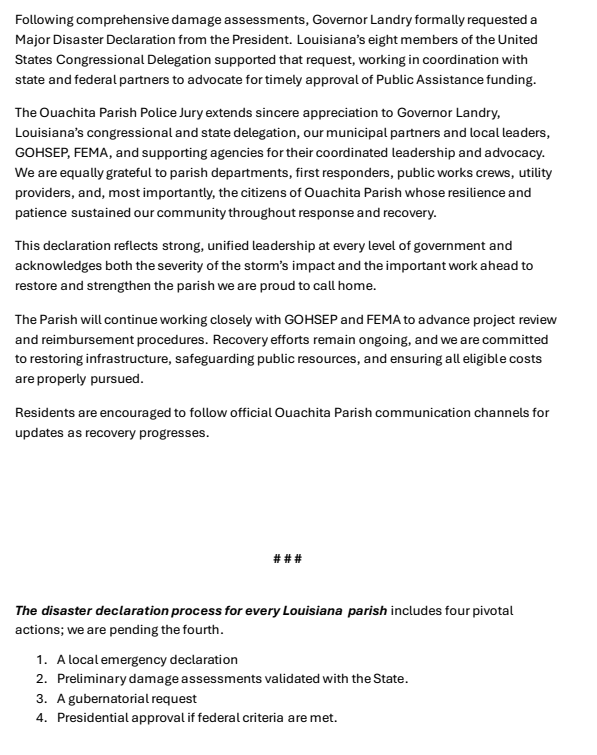 Following comprehensive damage assessments, Governor Landry formally requested a
Major Disaster Declaration from the President. Louisiana's eight members of the United
States Congressional Delegation supported that request, working in coordination with
state and federal partners to advocate for timely approval of Public Assistance funding.
The Ouachita Parish Police Jury extends sincere appreciation to Governor Landry,
Louisiana's congressional and state delegation, our municipal partners and local leaders,
GOHSEP, FEMA, and supporting agencies for their coordinated leadership and advocacy.
We are equally grateful to parish departments, first responders, public works crews, utility
providers, and, most importantly, the citizens of Ouachita Parish whose resilience and
patience sustained our community throughout response and recovery.
This declaration reflects strong, unified leadership at every level of government and
acknowledges both the severity of the storm's impact and the important work ahead to
restore and strengthen the parish we are proud to call home.
The Parish will continue working closely with GOHSEP and FEMA to advance project review
and reimbursement procedures. Recovery efforts remain ongoing, and we are committed
to restoring infrastructure, safeguarding public resources, and ensuring all eligible costs
are properly pursued.
Residents are encouraged to follow official Ouachita Parish communication channels for
updates as recovery progresses.
# # #
The disaster declaration process for every Louisiana parish includes four pivotal
actions; we are pending the fourth.
1. A local emergency declaration
2. Preliminary damage assessments validated with the State.
3. A gubernatorial request
4. Presidential approval if federal criteria are met.